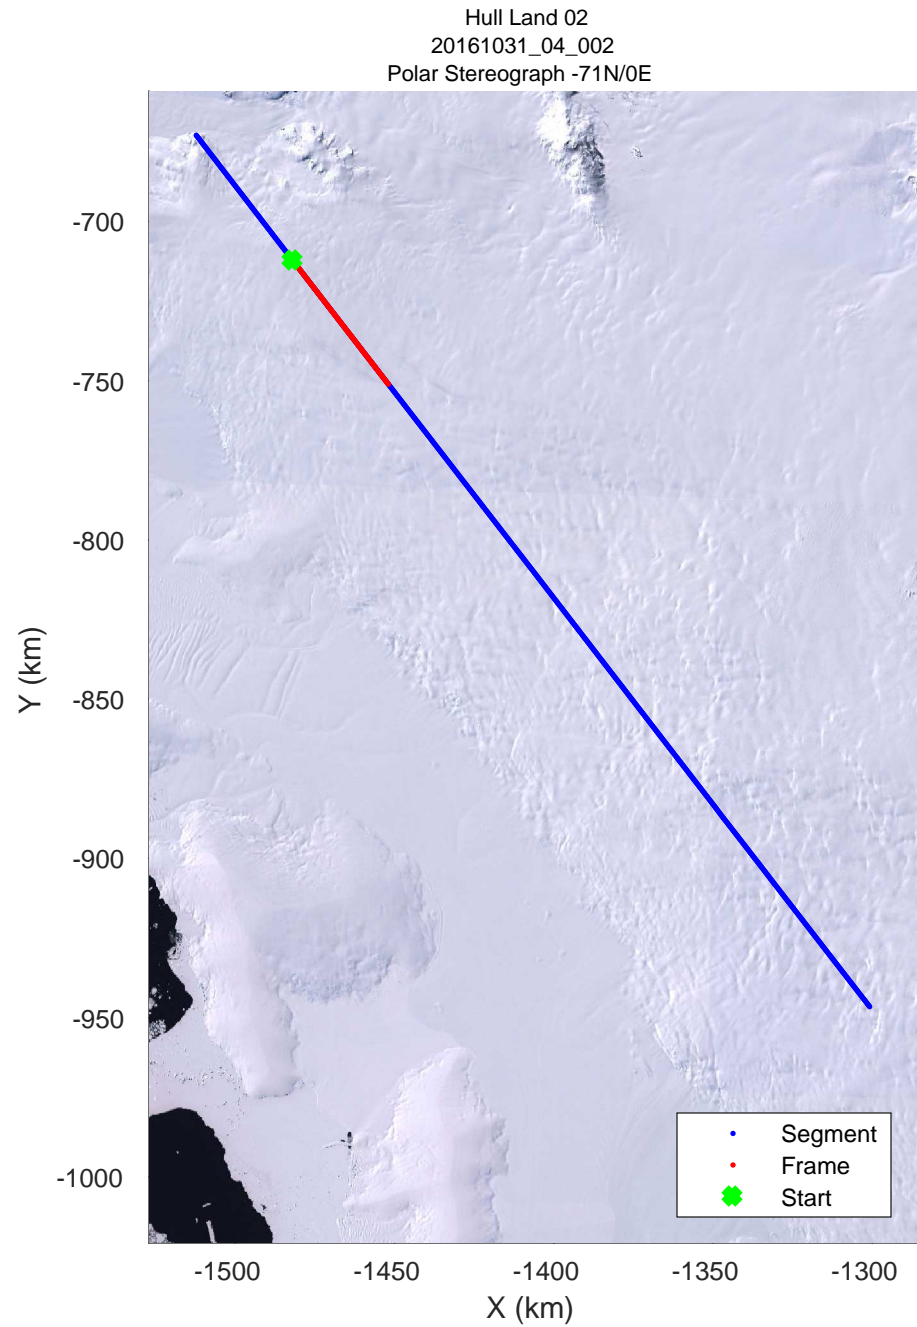 Hull Land 02
20161031_04_002
Polar Stereograph -71N/0E
-700
-750
-800
-850
-900
-950
-1000
Y (km)
Segment
Frame
Start
-1500
-1450
-1400
-1350
-1300
X (km)